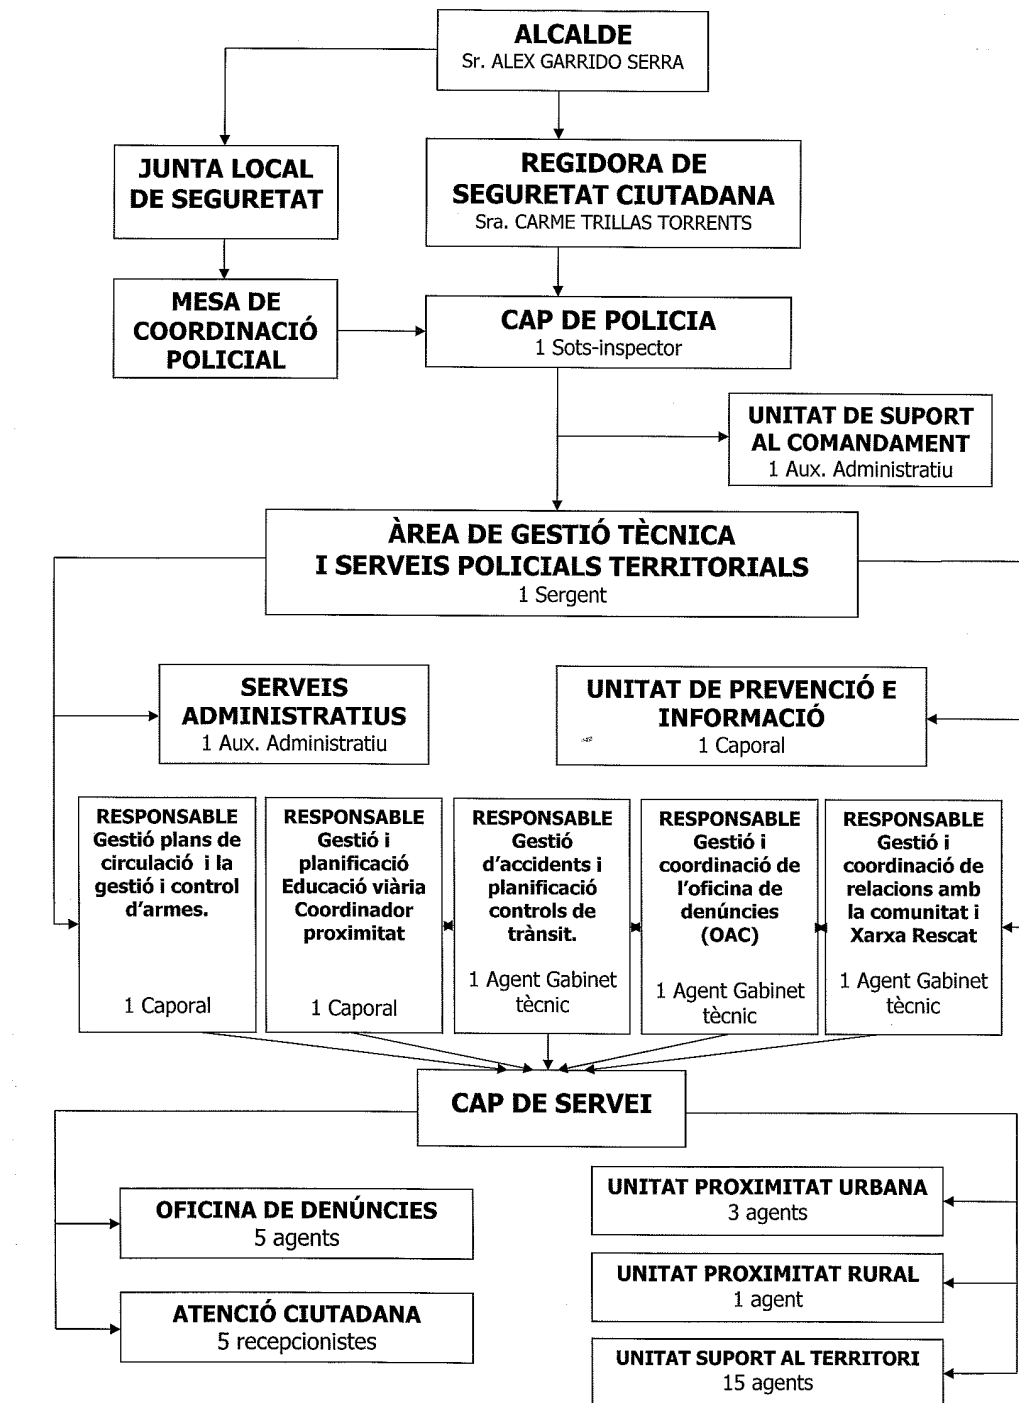 ALCALDE
Sr. ALEX GARRIDO SERRA
JUNTA LOCAL
DE SEGURETAT
REGIDORA DE
SEGURETAT CIUTADANA
Sra. CARME TRILLAS TORRENTS
MESA DE
COORDINACIÓ
POLICIAL
CAP DE POLICIA
1 Sots-inspector
UNITAT DE SUPORT
AL COMANDAMENT
1 Aux. Administratiu
ÀREA DE GESTIÓ TÈCNICA
I SERVEIS POLICIALS TERRITORIALS
1 Sergent
SERVEIS
ADMINISTRATIUS
1 Aux. Administratiu
UNITAT DE PREVENCIÓ E
INFORMACIÓ
1 Caporal
RESPONSABLE
Gestió plans de
circulació i la
gestió i control
d'armes.
1 Caporal
RESPONSABLE
Gestió i
planificació
Educació viària
Coordinador
proximitat
1 Caporal
RESPONSABLE
Gestió
d'accidents i
planificació
controls de
trànsit.
1 Agent Gabinet
tècnic
RESPONSABLE
Gestió i
coordinació de
l'oficina de
denúncies
(OAC)
1 Agent Gabinet
tècnic
RESPONSABLE
Gestió i
coordinació de
relacions amb
la comunitat i
Xarxa Rescat
1 Agent Gabinet
tècnic
CAP DE SERVEI
OFICINA DE DENÚNCIES
5 agents
ATENCIÓ CIUTADANA
5 recepcionistes
UNITAT PROXIMITAT URBANA
3 agents
UNITAT PROXIMITAT RURAL
1 agent
UNITAT SUPORT AL TERRITORI
15 agents